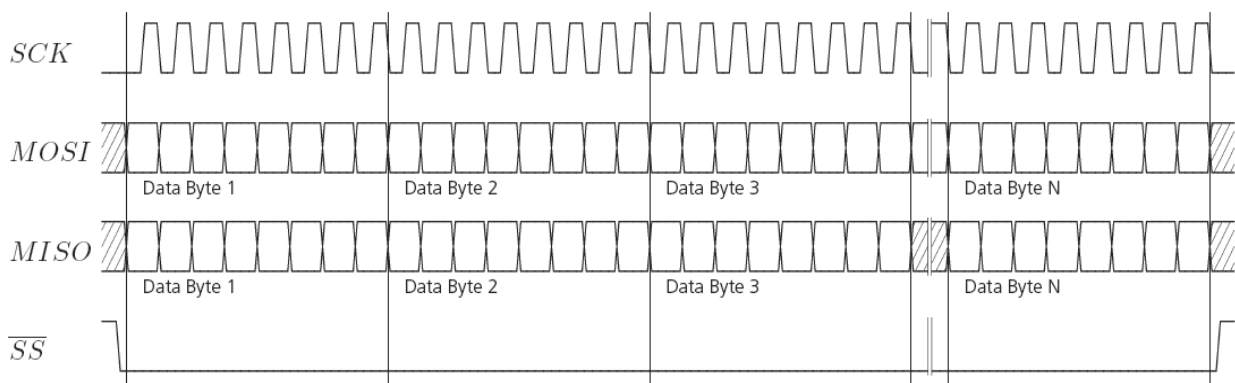 SCK
MOSI
Data Byte 1 Data Byte 2 Data Byte 3 Data Byte N
MISO
Data Byte 1 Data Byte 2 Data Byte 3 Data Byte N
S̅S̅